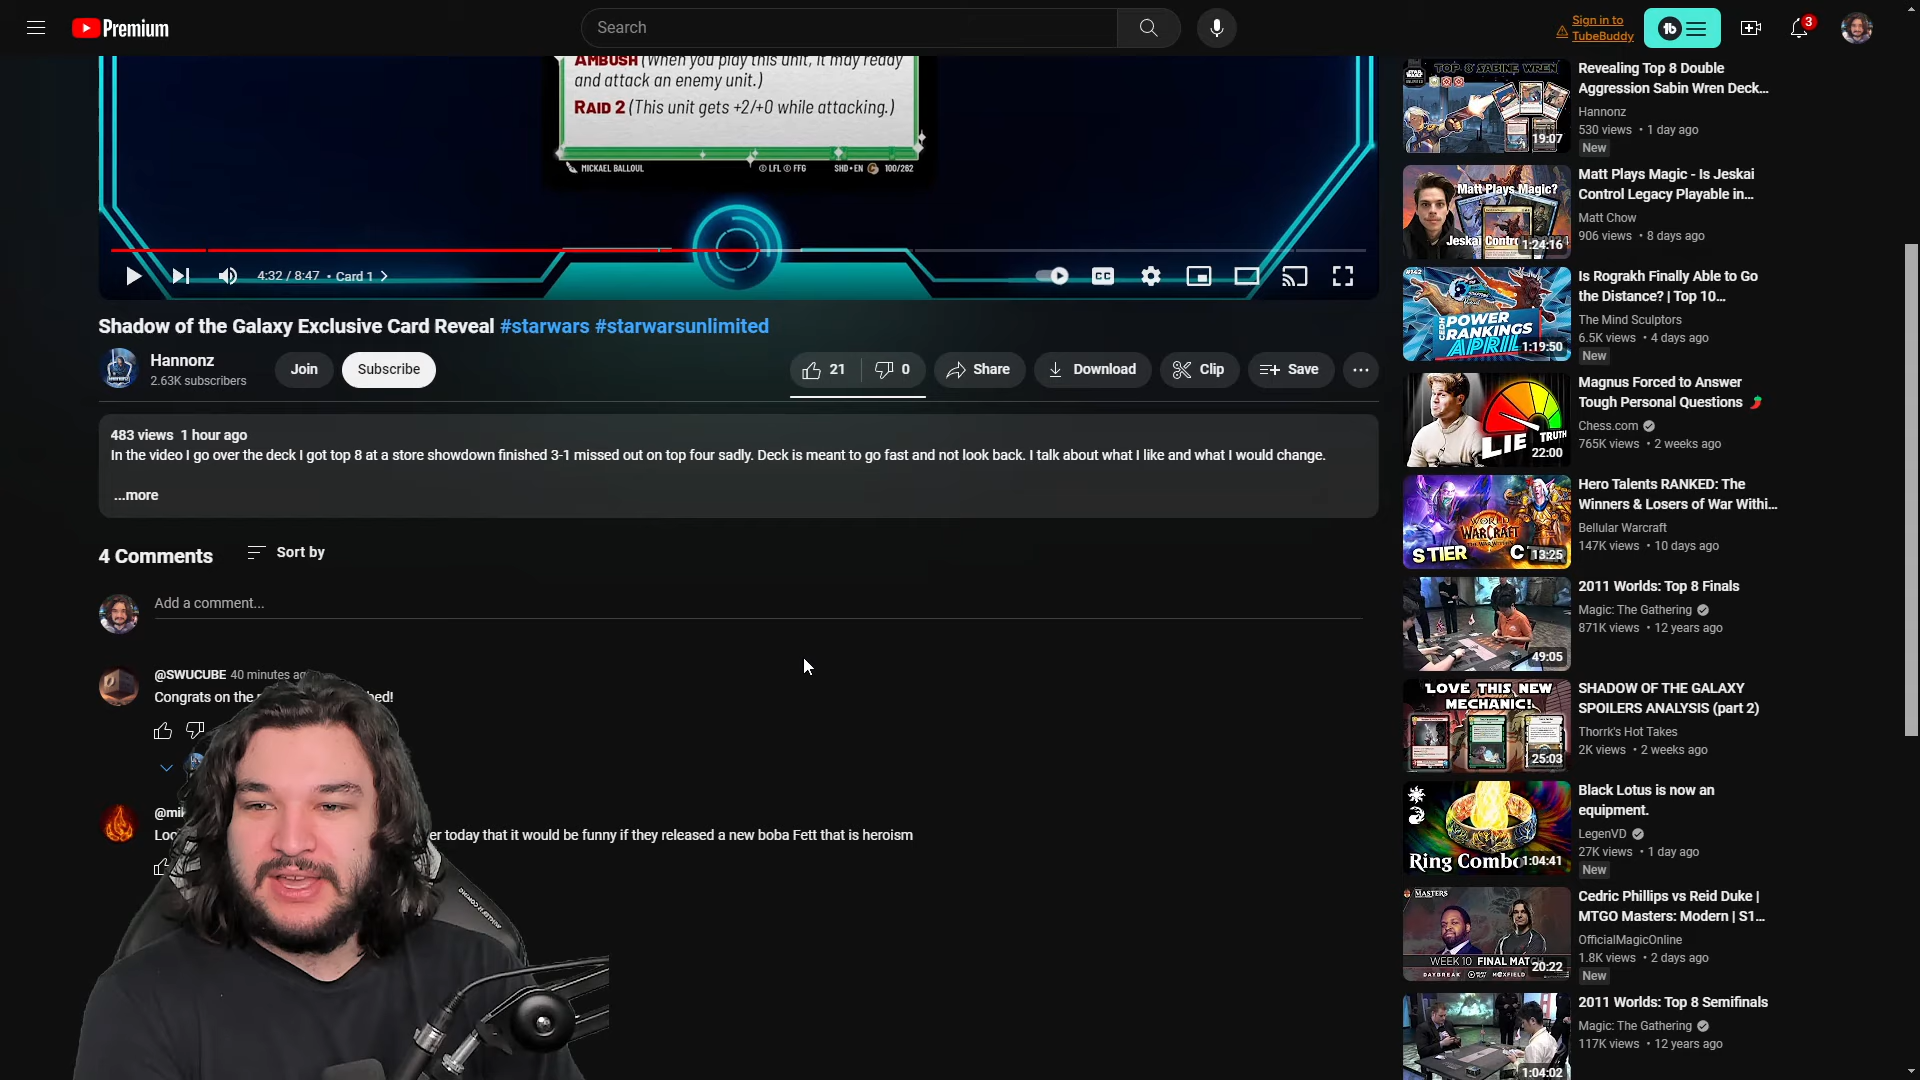 Premium
Search
Sign in to
TubeBuddy
3
AMBUSH (When you play this unit, it may ready
and attack an enemy unit.)
RAID 2 (This unit gets +2/+0 while attacking.)
MICKAEL BALLOUL
© LFL © FFG
SHD • EN
100/262
4:32 / 8:47 • Card 1
CC
Shadow of the Galaxy Exclusive Card Reveal #starwars #starwarsunlimited
Hannonz
2.63K subscribers
Join
Subscribe
21
0
Share
Download
Clip
Save
483 views 1 hour ago
In the video I go over the deck I got top 8 at a store showdown finished 3-1 missed out on top four sadly. Deck is meant to go fast and not look back. I talk about what I like and what I would change.
...more
4 Comments
Sort by
Add a comment...
@SWUCUBE 40 minutes
Congrats on the
er today that it would be funny if they released a new boba Fett that is heroism
TOP 8 SABINE WREN
19:07
Revealing Top 8 Double
Aggression Sabin Wren Deck...
Hannonz
530 views • 1 day ago
New
Matt Plays Magic?
Jeskai
1:24:16
Matt Plays Magic - Is Jeskai
Control Legacy Playable in...
Matt Chow
906 views • 8 days ago
#142
CEDH
POWER
RANKINGS
APRIL
1:19:50
Is Rograkh Finally Able to Go
the Distance? | Top 10...
The Mind Sculptors
6.5K views • 4 days ago
New
LIE
TRUTH
22:00
Magnus Forced to Answer
Tough Personal Questions 🌶️
Chess.com
765K views • 2 weeks ago
WORLD
WARCRAFT
S TIER
13:25
Hero Talents RANKED: The
Winners & Losers of War Withi...
Bellular Warcraft
147K views • 10 days ago
49:05
2011 Worlds: Top 8 Finals
Magic: The Gathering
871K views • 12 years ago
LOVE THIS NEW
MECHANIC!
25:03
SHADOW OF THE GALAXY
SPOILERS ANALYSIS (part 2)
Thorrk's Hot Takes
2K views • 2 weeks ago
Ring Combo
1:04:41
Black Lotus is now an
equipment.
LegenVD
27K views • 1 day ago
New
MASTERS
WEEK 10 FINAL MATC
DAYBREAK
MOXFIELD
20:22
Cedric Phillips vs Reid Duke |
MTGO Masters: Modern | S1...
OfficialMagicOnline
1.8K views • 2 days ago
New
1:04:02
2011 Worlds: Top 8 Semifinals
Magic: The Gathering
117K views • 12 years ago